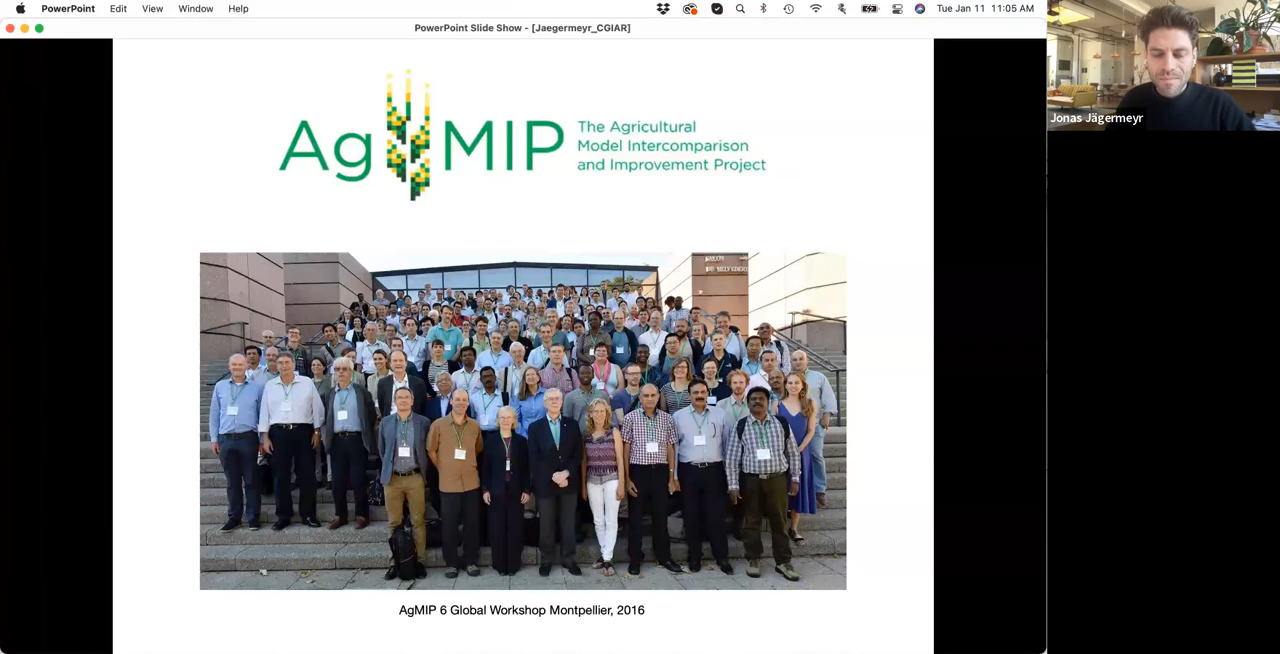 PowerPoint Edit View Window Help
Tue Jan 11 11:05 AM
PowerPoint Slide Show - [Jaegermeyr_CGIAR]
AgMIP
The Agricultural
Model Intercomparison
and Improvement Project
Jonas Jägermeyr
AgMIP 6 Global Workshop Montpellier, 2016